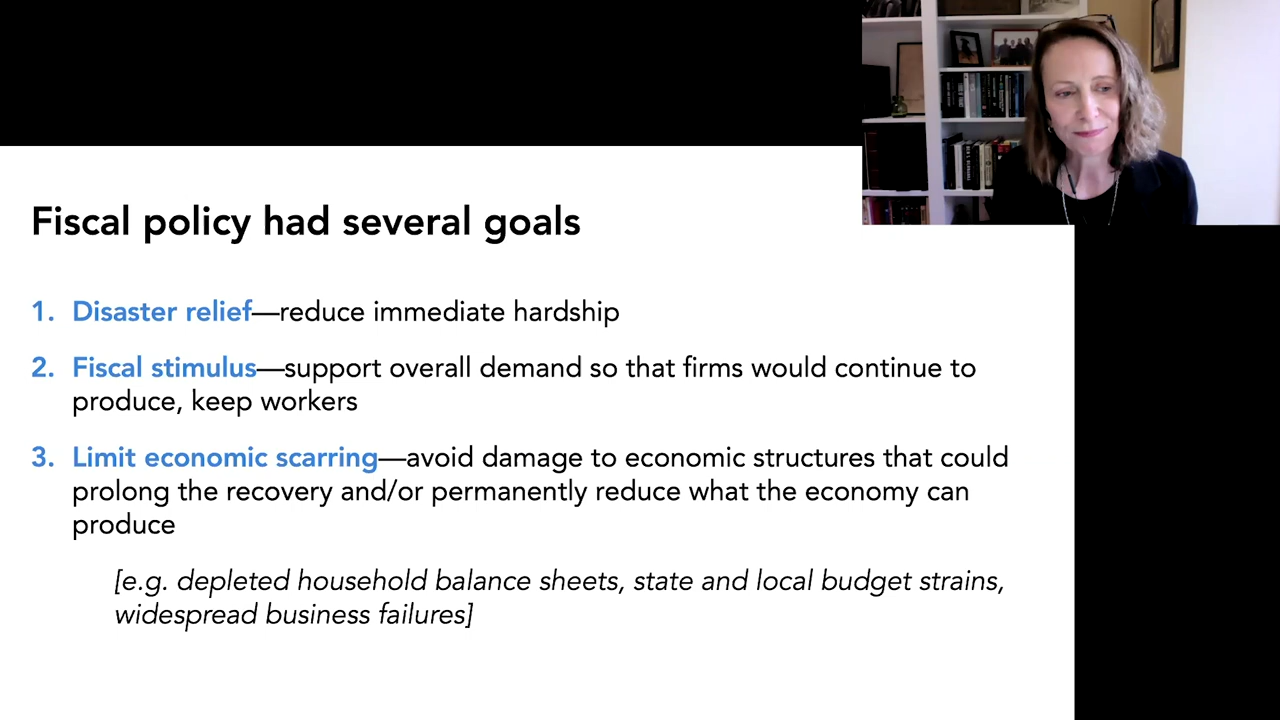 Fiscal policy had several goals
1. Disaster relief—reduce immediate hardship
2. Fiscal stimulus—support overall demand so that firms would continue to
produce, keep workers
3. Limit economic scarring—avoid damage to economic structures that could
prolong the recovery and/or permanently reduce what the economy can
produce
[e.g. depleted household balance sheets, state and local budget strains,
widespread business failures]